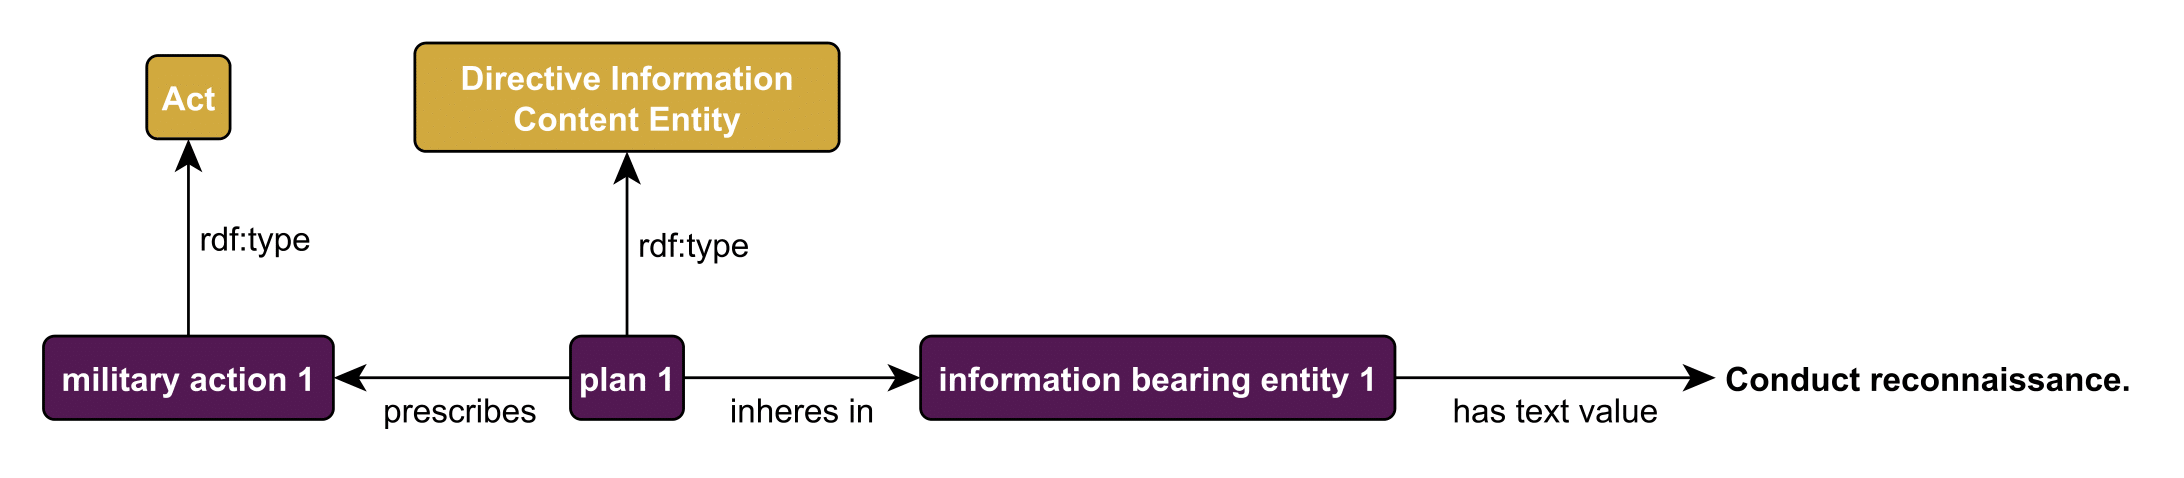 Act
Directive Information
Content Entity
rdf:type
rdf:type
military action 1
plan 1
information bearing entity 1
Conduct reconnaissance.
prescribes
inheres in
has text value